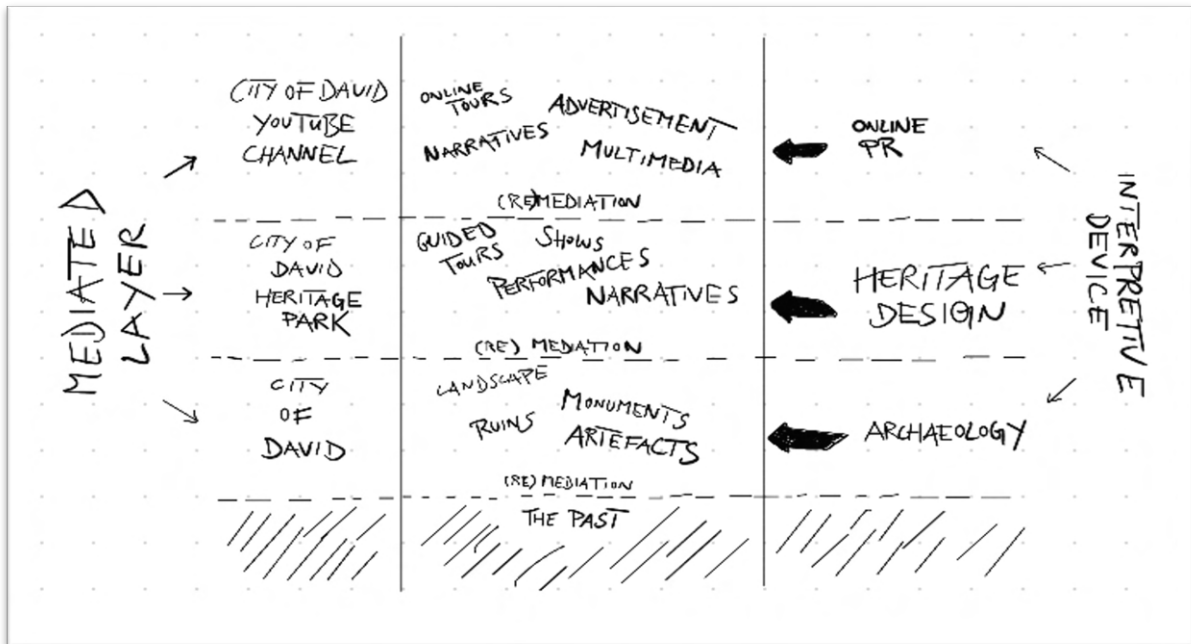 MEDIATED
LAYER
CITY OF DAVID
YOUTUBE
CHANNEL
ONLINE
TOURS
ADVERTISEMENT
NARRATIVES
MULTIMEDIA
ONLINE
PR
(RE)MEDIATION
CITY OF
DAVID
HERITAGE
PARK
GUIDED
TOURS
SHOWS
PERFORMANCES
NARRATIVES
HERITAGE
DESIGN
(RE) MEDIATION
CITY
OF
DAVID
LANDSCAPE
RUINS
MONUMENTS
ARTEFACTS
ARCHAEOLOGY
(RE) MEDIATION
THE PAST
INTERPRETIVE
DEVICE